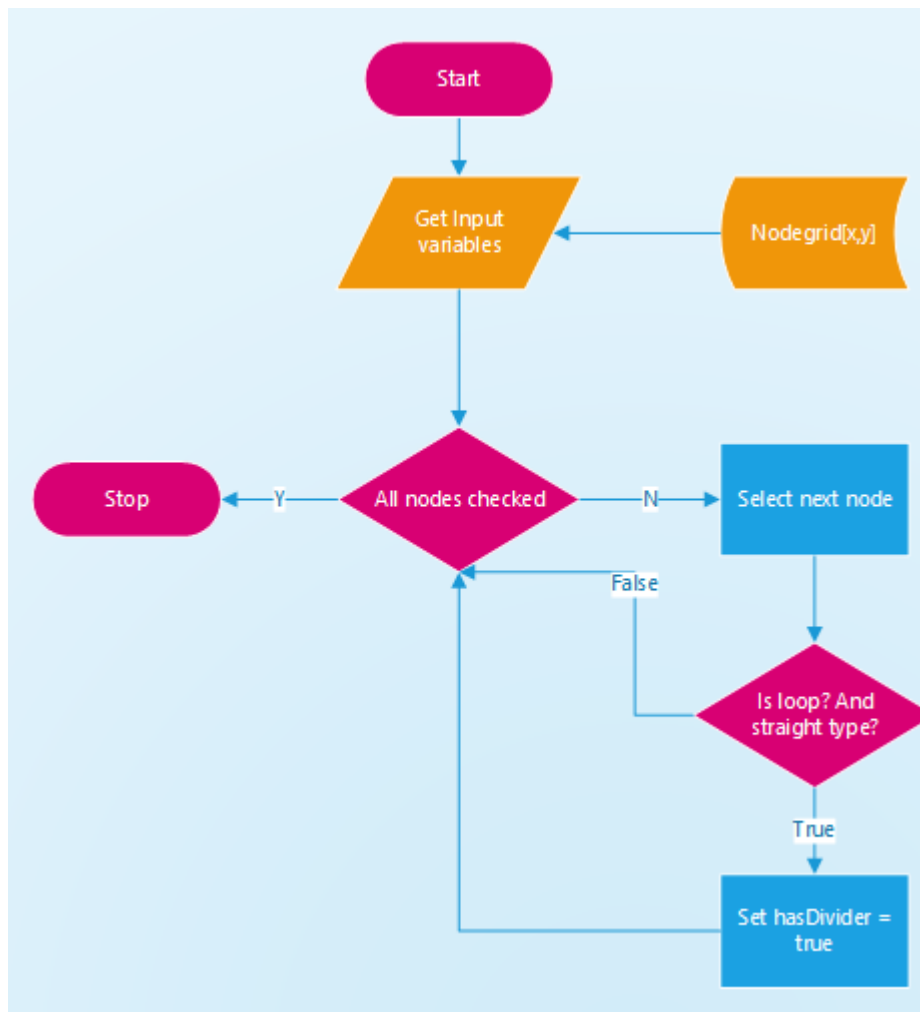 Start
Get Input
variables
Nodegrid[x,y]
Stop
Y
All nodes checked
N
Select next node
False
Is loop? And
straight type?
True
Set hasDivider =
true